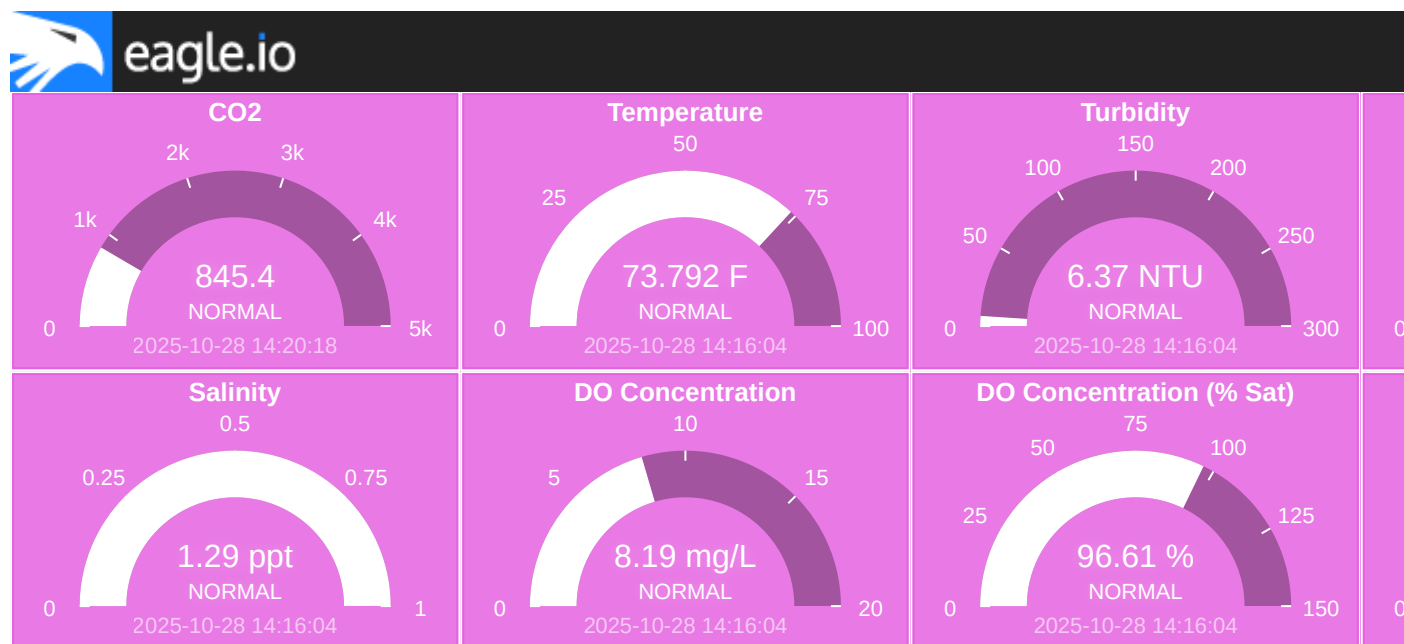 eagle.io
CO2
2k
3k
1k
4k
845.4
NORMAL
0
5k
2025-10-28 14:20:18
Temperature
50
25
75
73.792 F
NORMAL
0
100
2025-10-28 14:16:04
Turbidity
150
100
200
50
250
6.37 NTU
NORMAL
0
300
2025-10-28 14:16:04
Salinity
0.5
0.25
0.75
1.29 ppt
NORMAL
0
1
2025-10-28 14:16:04
DO Concentration
10
5
15
8.19 mg/L
NORMAL
0
20
2025-10-28 14:16:04
DO Concentration (% Sat)
75
50
100
25
125
96.61 %
NORMAL
0
150
2025-10-28 14:16:04